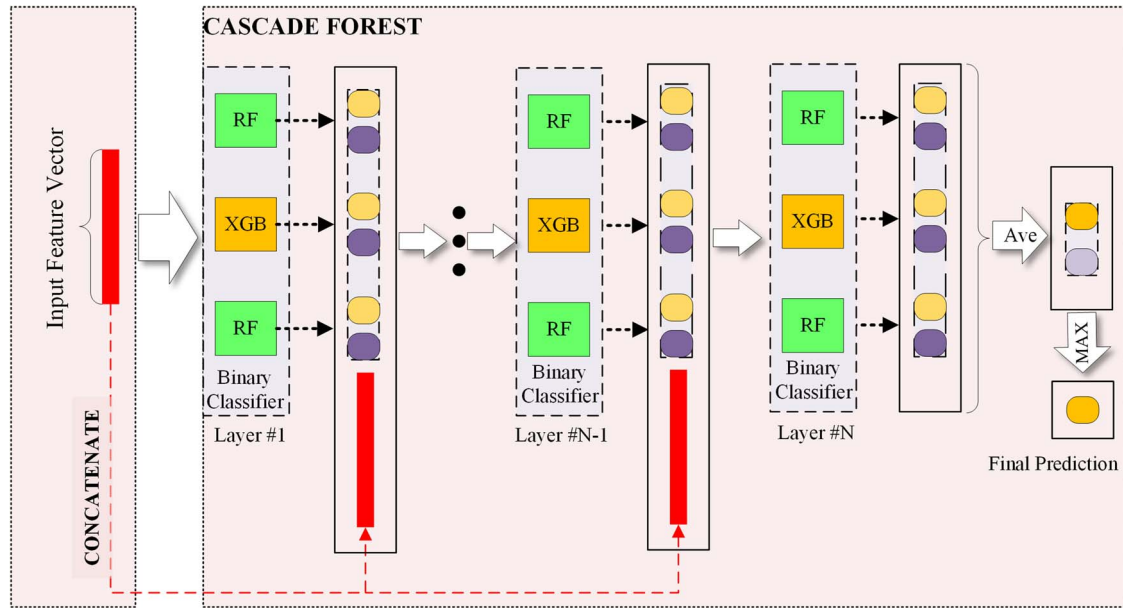 CASCADE FOREST
Input Feature Vector
CONCATENATE
RF
XGB
RF
Binary
Classifier
Layer #1
RF
XGB
RF
Binary
Classifier
Layer #N-1
RF
XGB
RF
Binary
Classifier
Layer #N
Ave
MAX
Final Prediction